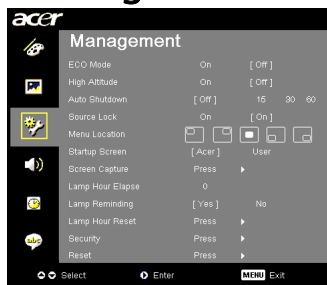 acer
Management
ECO Mode On [ Off ]
High Altitude On [ Off ]
Auto Shutdown [ Off ] 15 30 60
Source Lock On [ On ]
Menu Location
Startup Screen [ Acer ] User
Screen Capture Press
Lamp Hour Elapse 0
Lamp Reminding [ Yes ] No
Lamp Hour Reset Press
Security Press
abc
Reset Press
Select Enter MENU Exit